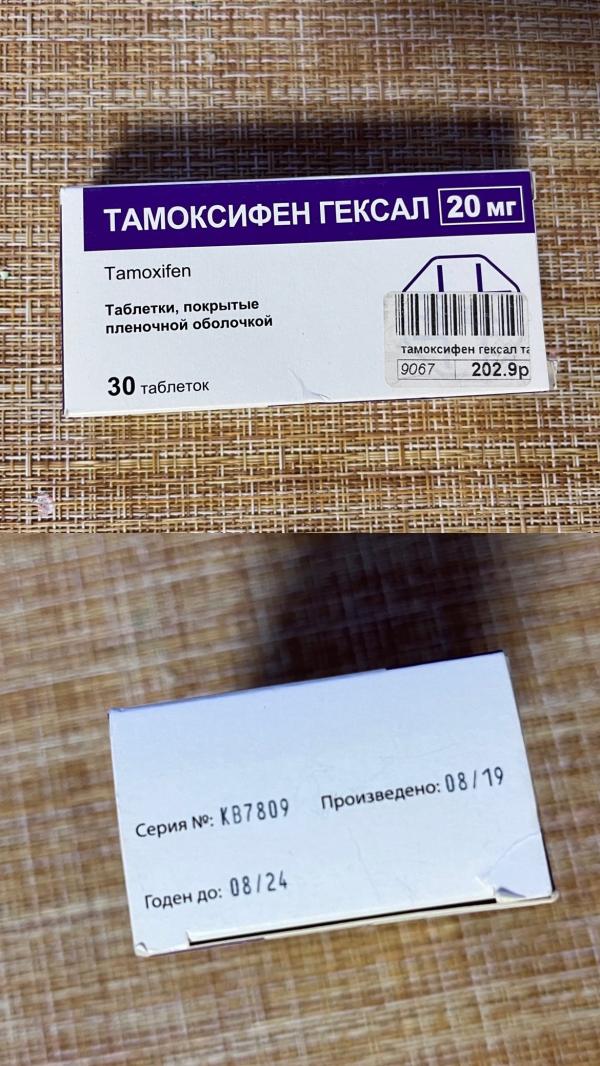 ТАМОКСИФЕН ГЕКСАЛ 20 мг
Tamoxifen
Таблетки, покрытые
пленочной оболочкой
30 таблеток
тамоксифен гексал та
9067 202.9р
Серия №: KB7809 Произведено: 08/19
Годен до: 08/24